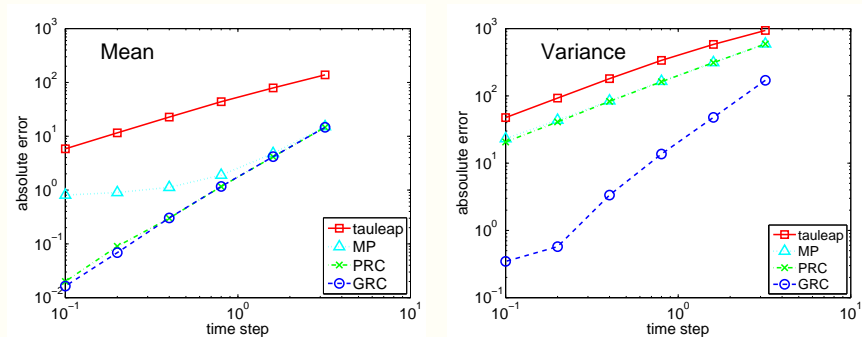 Mean
absolute error
10^3
10^2
10^1
10^0
10^-1
10^-2
10^-1
10^0
10^1
time step
tauleap
MP
PRC
GRC
Variance
absoulute error
10^3
10^2
10^1
10^0
10^-1
10^-1
10^0
10^1
time step
tauleap
MP
PRC
GRC